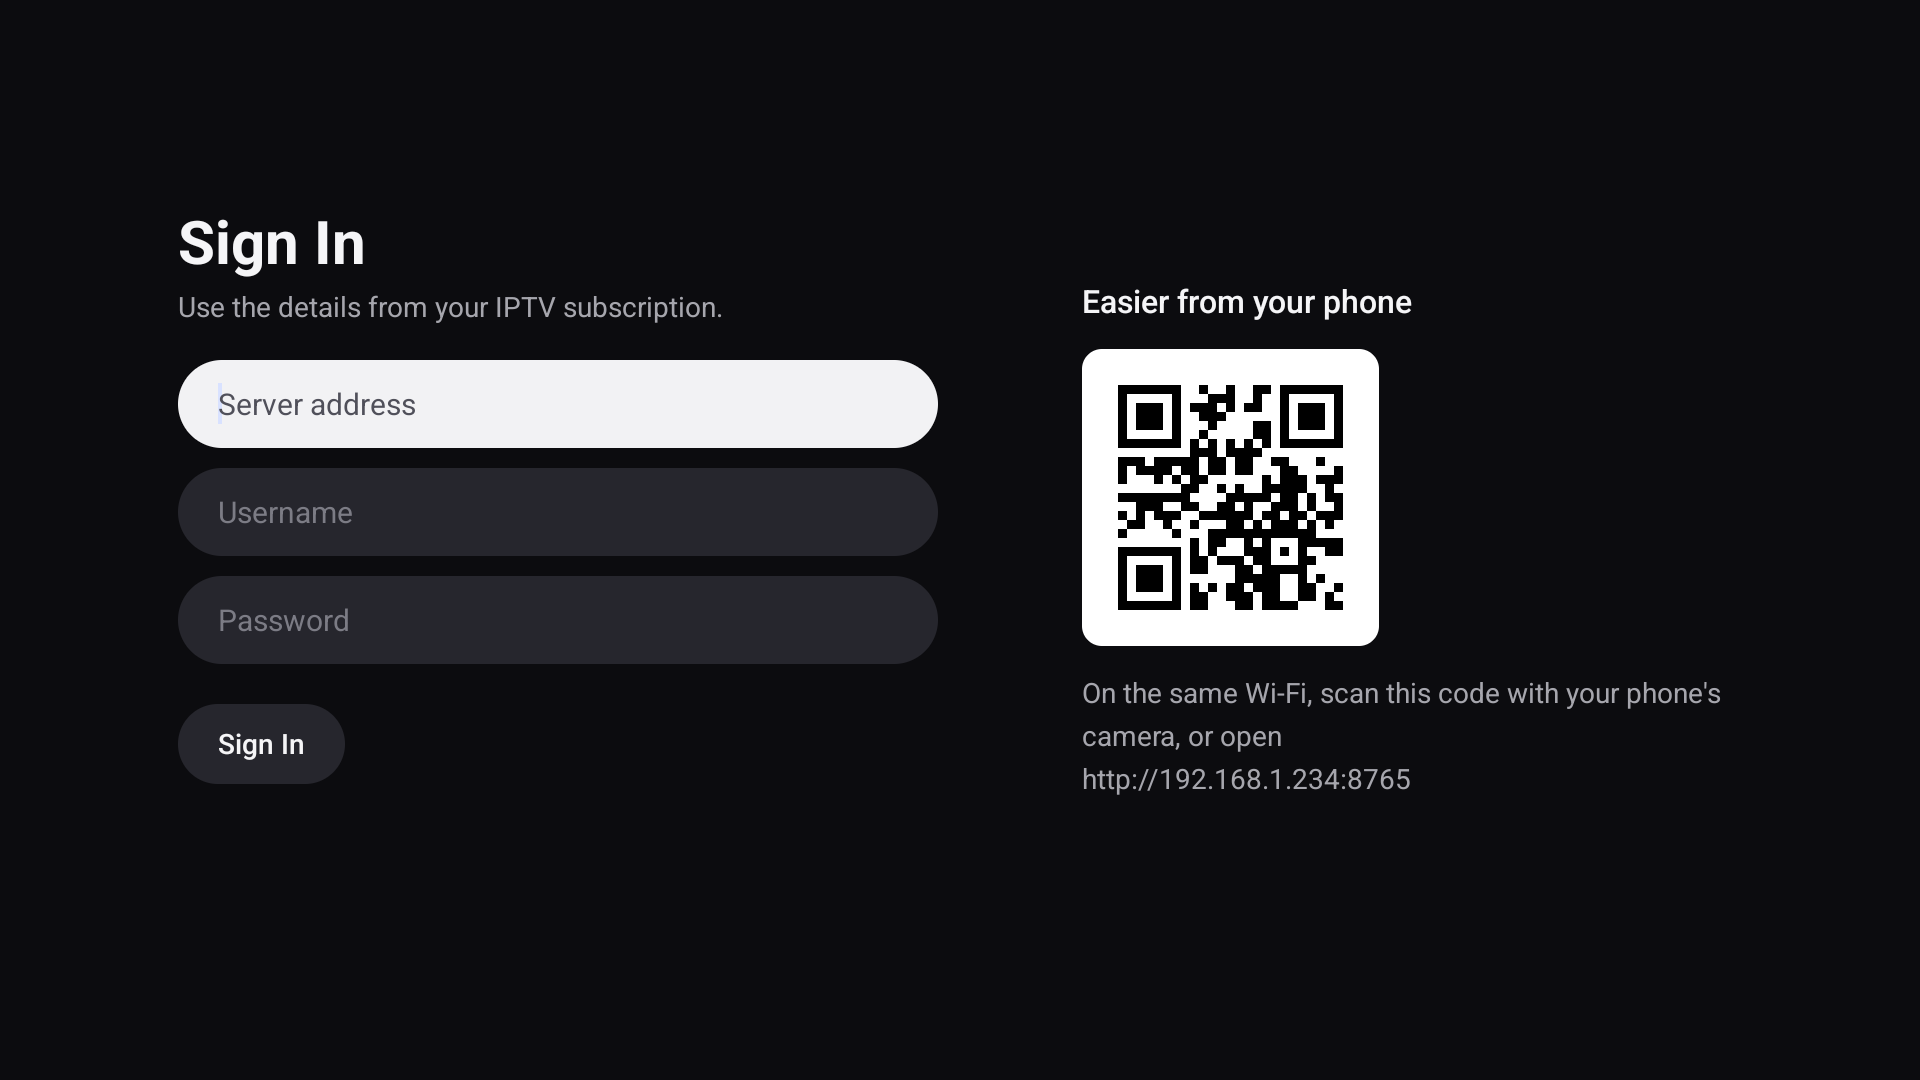 Sign In
Use the details from your IPTV subscription.
Server address
Username
Password
Sign In
Easier from your phone
On the same Wi-Fi, scan this code with your phone's
camera, or open
http://192.168.1.234:8765